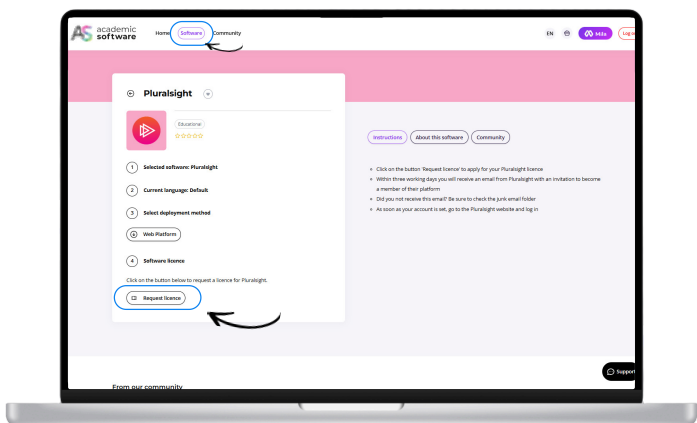 academic
software
Home
Software
Community
EN
Mila
Pluralsight
Educational
1 Selected software: Pluralsight
2 Current language: Default
3 Select deployment method
Web Platform
4 Software licence
Click on the button below to request a licence for Pluralsight.
Request licence
Instructions
About this software
Community
Click on the button 'Request licence' to apply for your Pluralsight licence
Within three working days you will receive an email from Pluralsight with an invitation to become
a member of their platform
Did you not receive this email? Be sure to check the junk email folder
As soon as your account is set, go to the Pluralsight website and log in
Support
From our community